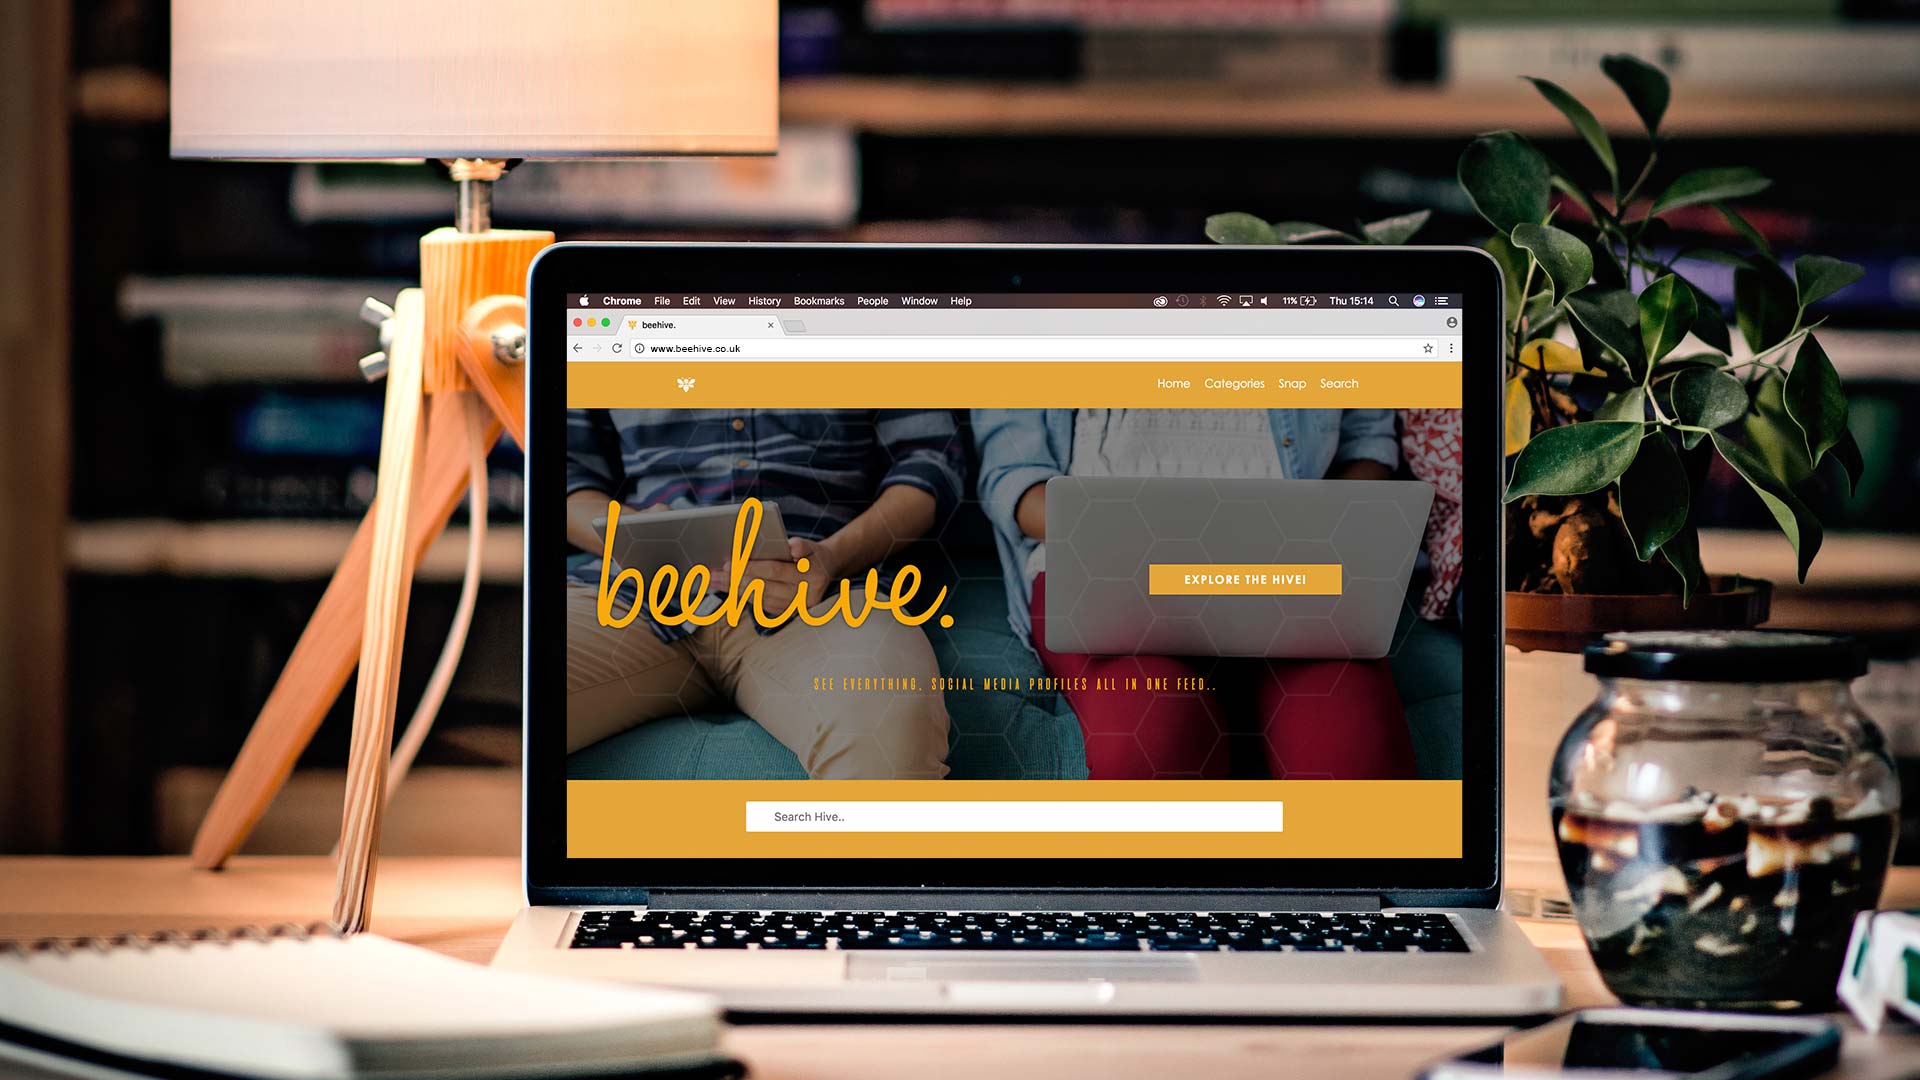 Chrome File Edit View History Bookmarks People Window Help 11% Thu 15:14
beehive.
www.beehive.co.uk
Home Categories Snap Search
beehive.
EXPLORE THE HIVE!
SEE EVERYTHING, SOCIAL MEDIA PROFILES ALL IN ONE FEED..
Search Hive..